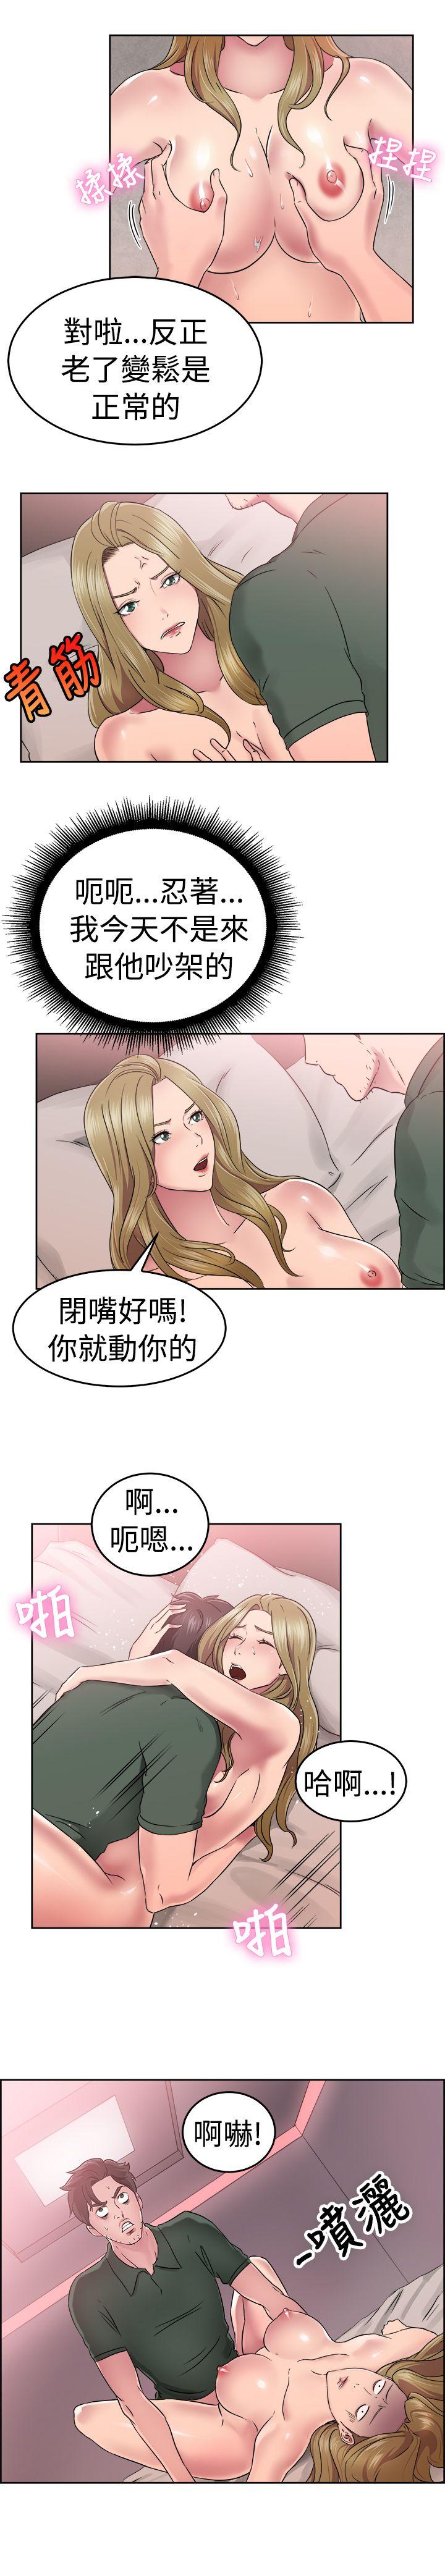 揉揉
捏捏
對啦...反正
老了變鬆是
正常的
青筋
呃呃...忍著...
我今天不是來
跟他吵架的
閉嘴好嗎!
你就動你的
啊...
呃嗯...
啪
哈啊...!
啪
啊嚇!
-噴灑